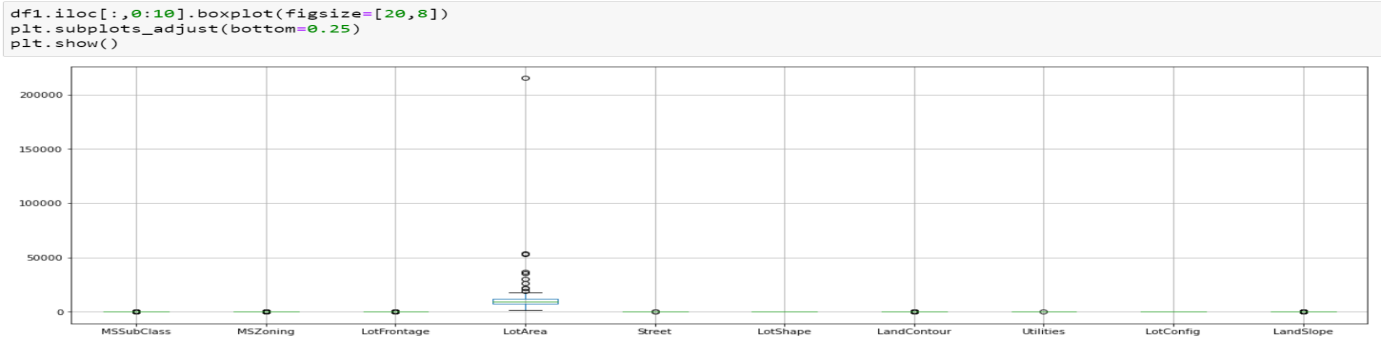 df1.iloc[:,0:10].boxplot(figsize=[20,8])
plt.subplots_adjust(bottom=0.25)
plt.show()
200000
150000
100000
50000
0
MSSubClass MSZoning LotFrontage LotArea Street LotShape LandContour Utilities LotConfig LandSlope